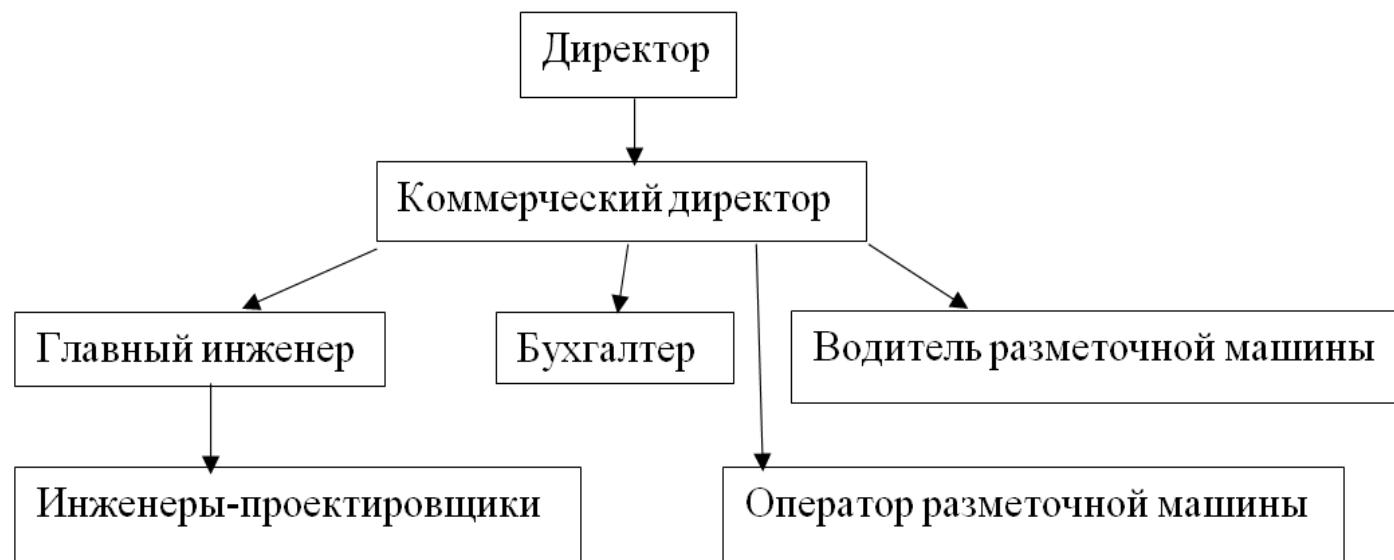 Директор
Коммерческий директор
Главный инженер
Бухгалтер
Водитель разметочной машины
Инженеры-проектировщики
Оператор разметочной машины